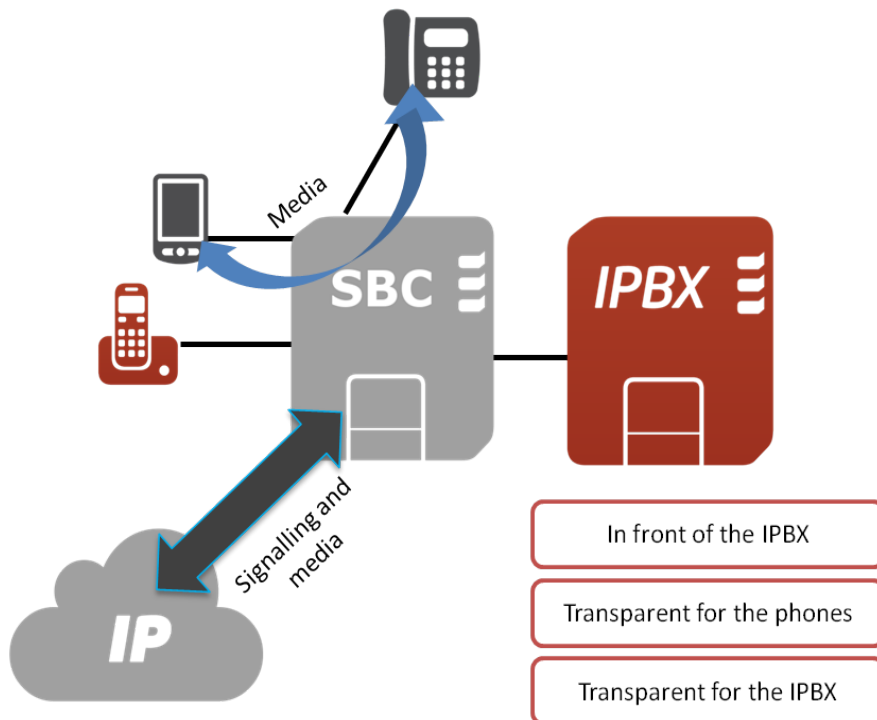 Media
SBC
IPBX
Signalling and
media
IP
In front of the IPBX
Transparent for the phones
Transparent for the IPBX